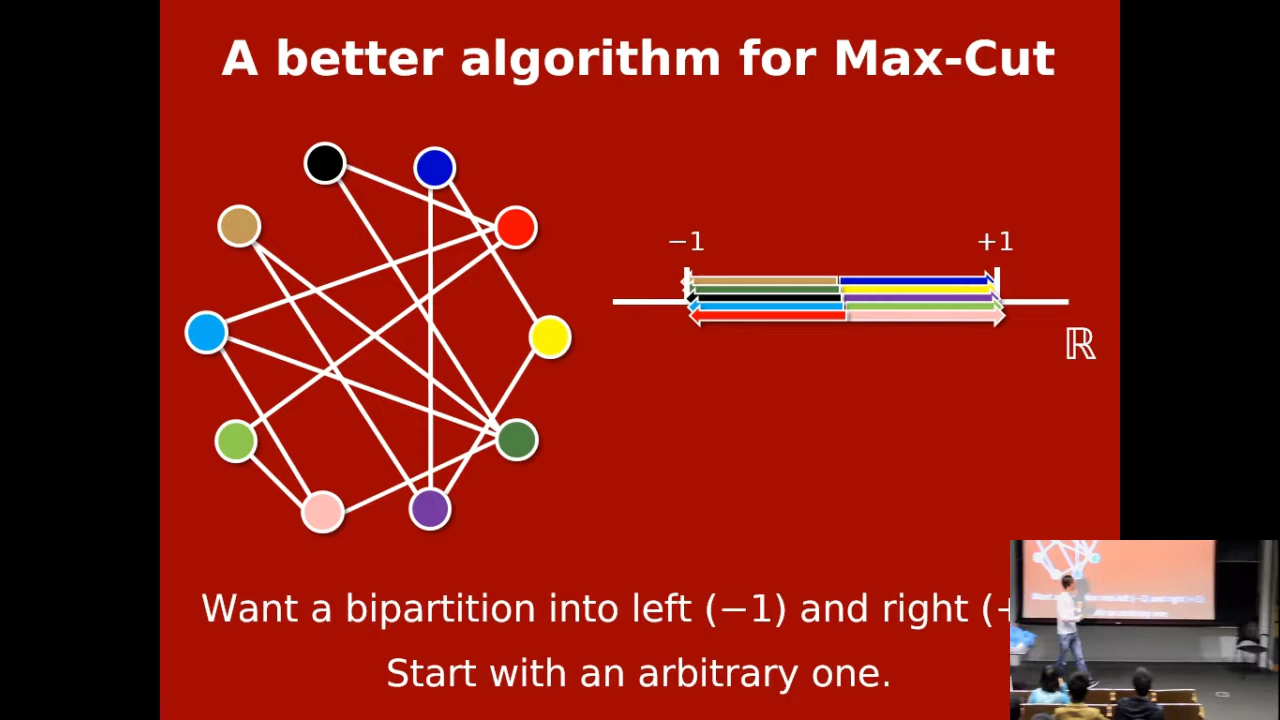 A better algorithm for Max-Cut
−1
+1
ℝ
Want a bipartition into left (−1) and right (
Start with an arbitrary one.